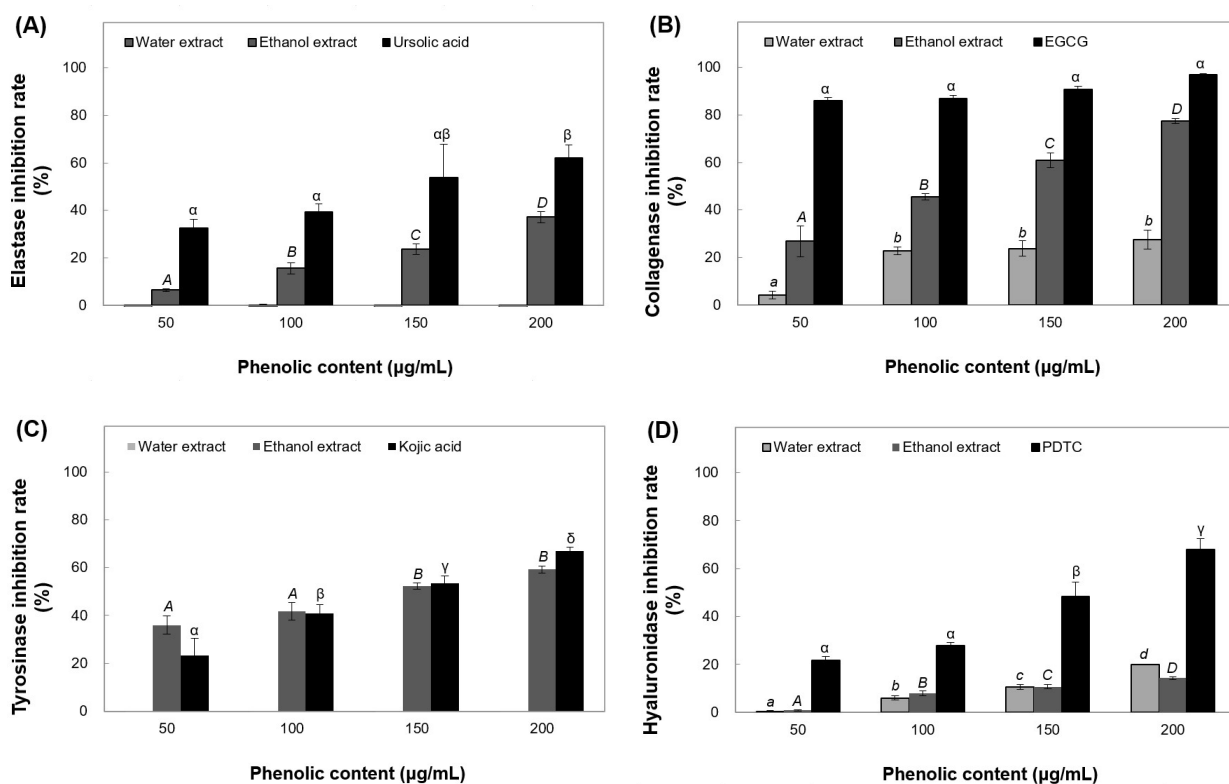 (A)
Water extract Ethanol extract Ursolic acid
Elastase inhibition rate
(%)
100
80
60
40
20
0
α
A
α
B
αβ
C
β
D
50 100 150 200
Phenolic content (µg/mL)
(B)
Water extract Ethanol extract EGCG
Collagenase inhibition rate
(%)
100
80
60
40
20
0
a
A
α
b
B
α
b
C
α
b
D
α
50 100 150 200
Phenolic content (µg/mL)
(C)
Water extract Ethanol extract Kojic acid
Tyrosinase inhibition rate
(%)
100
80
60
40
20
0
A
α
A
β
B
γ
B
δ
50 100 150 200
Phenolic content (µg/mL)
(D)
Water extract Ethanol extract PDTC
Hyaluronidase inhibition rate
(%)
100
80
60
40
20
0
a
A
α
b
B
α
c
C
β
d
D
γ
50 100 150 200
Phenolic content (µg/mL)